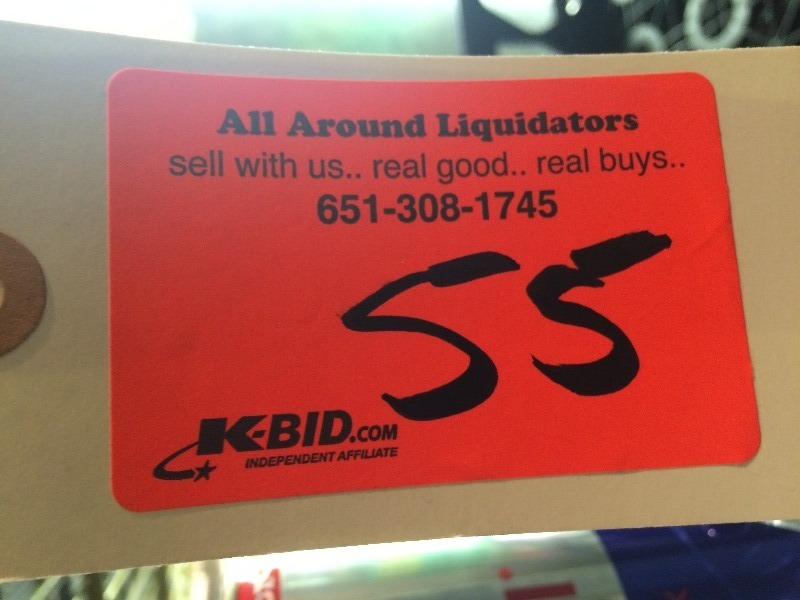 All Around Liquidators
sell with us.. real good.. real buys..
651-308-1745
55
K-BID.COM
INDEPENDENT AFFILIATE